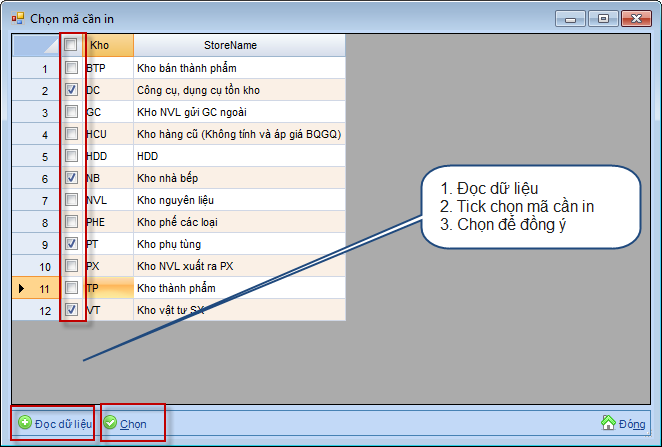 Chọn mã cần in
Kho StoreName
1 BTP Kho bán thành phẩm
2 DC Công cụ, dụng cụ tồn kho
3 GC KHo NVL gửi GC ngoài
4 HCU Kho hàng cũ (Không tính và áp giá BQGQ)
5 HDD HDD
6 NB Kho nhà bếp
7 NVL Kho nguyên liệu
8 PHE Kho phế các loại
9 PT Kho phụ tùng
10 PX Kho NVL xuất ra PX
11 TP Kho thành phẩm
12 VT Kho vật tư SX
1. Đọc dữ liệu
2. Tick chọn mã cần in
3. Chọn để đồng ý
Đọc dữ liệu Chọn Đóng